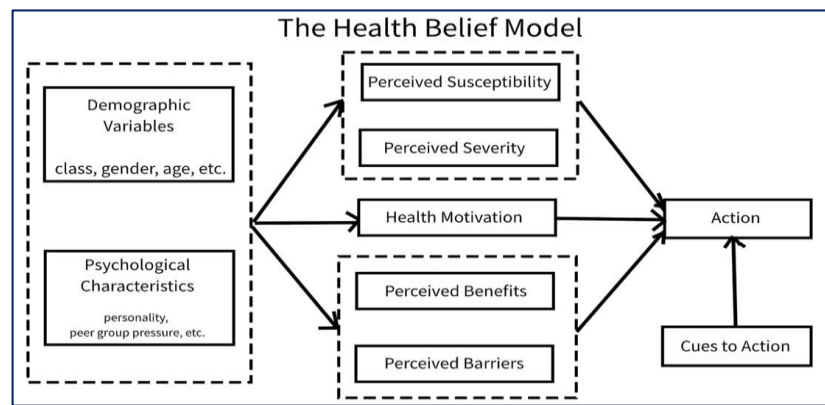 The Health Belief Model
Demographic
Variables
class, gender, age, etc.
Psychological
Characteristics
personality,
peer group pressure, etc.
Perceived Susceptibility
Perceived Severity
Health Motivation
Perceived Benefits
Perceived Barriers
Action
Cues to Action